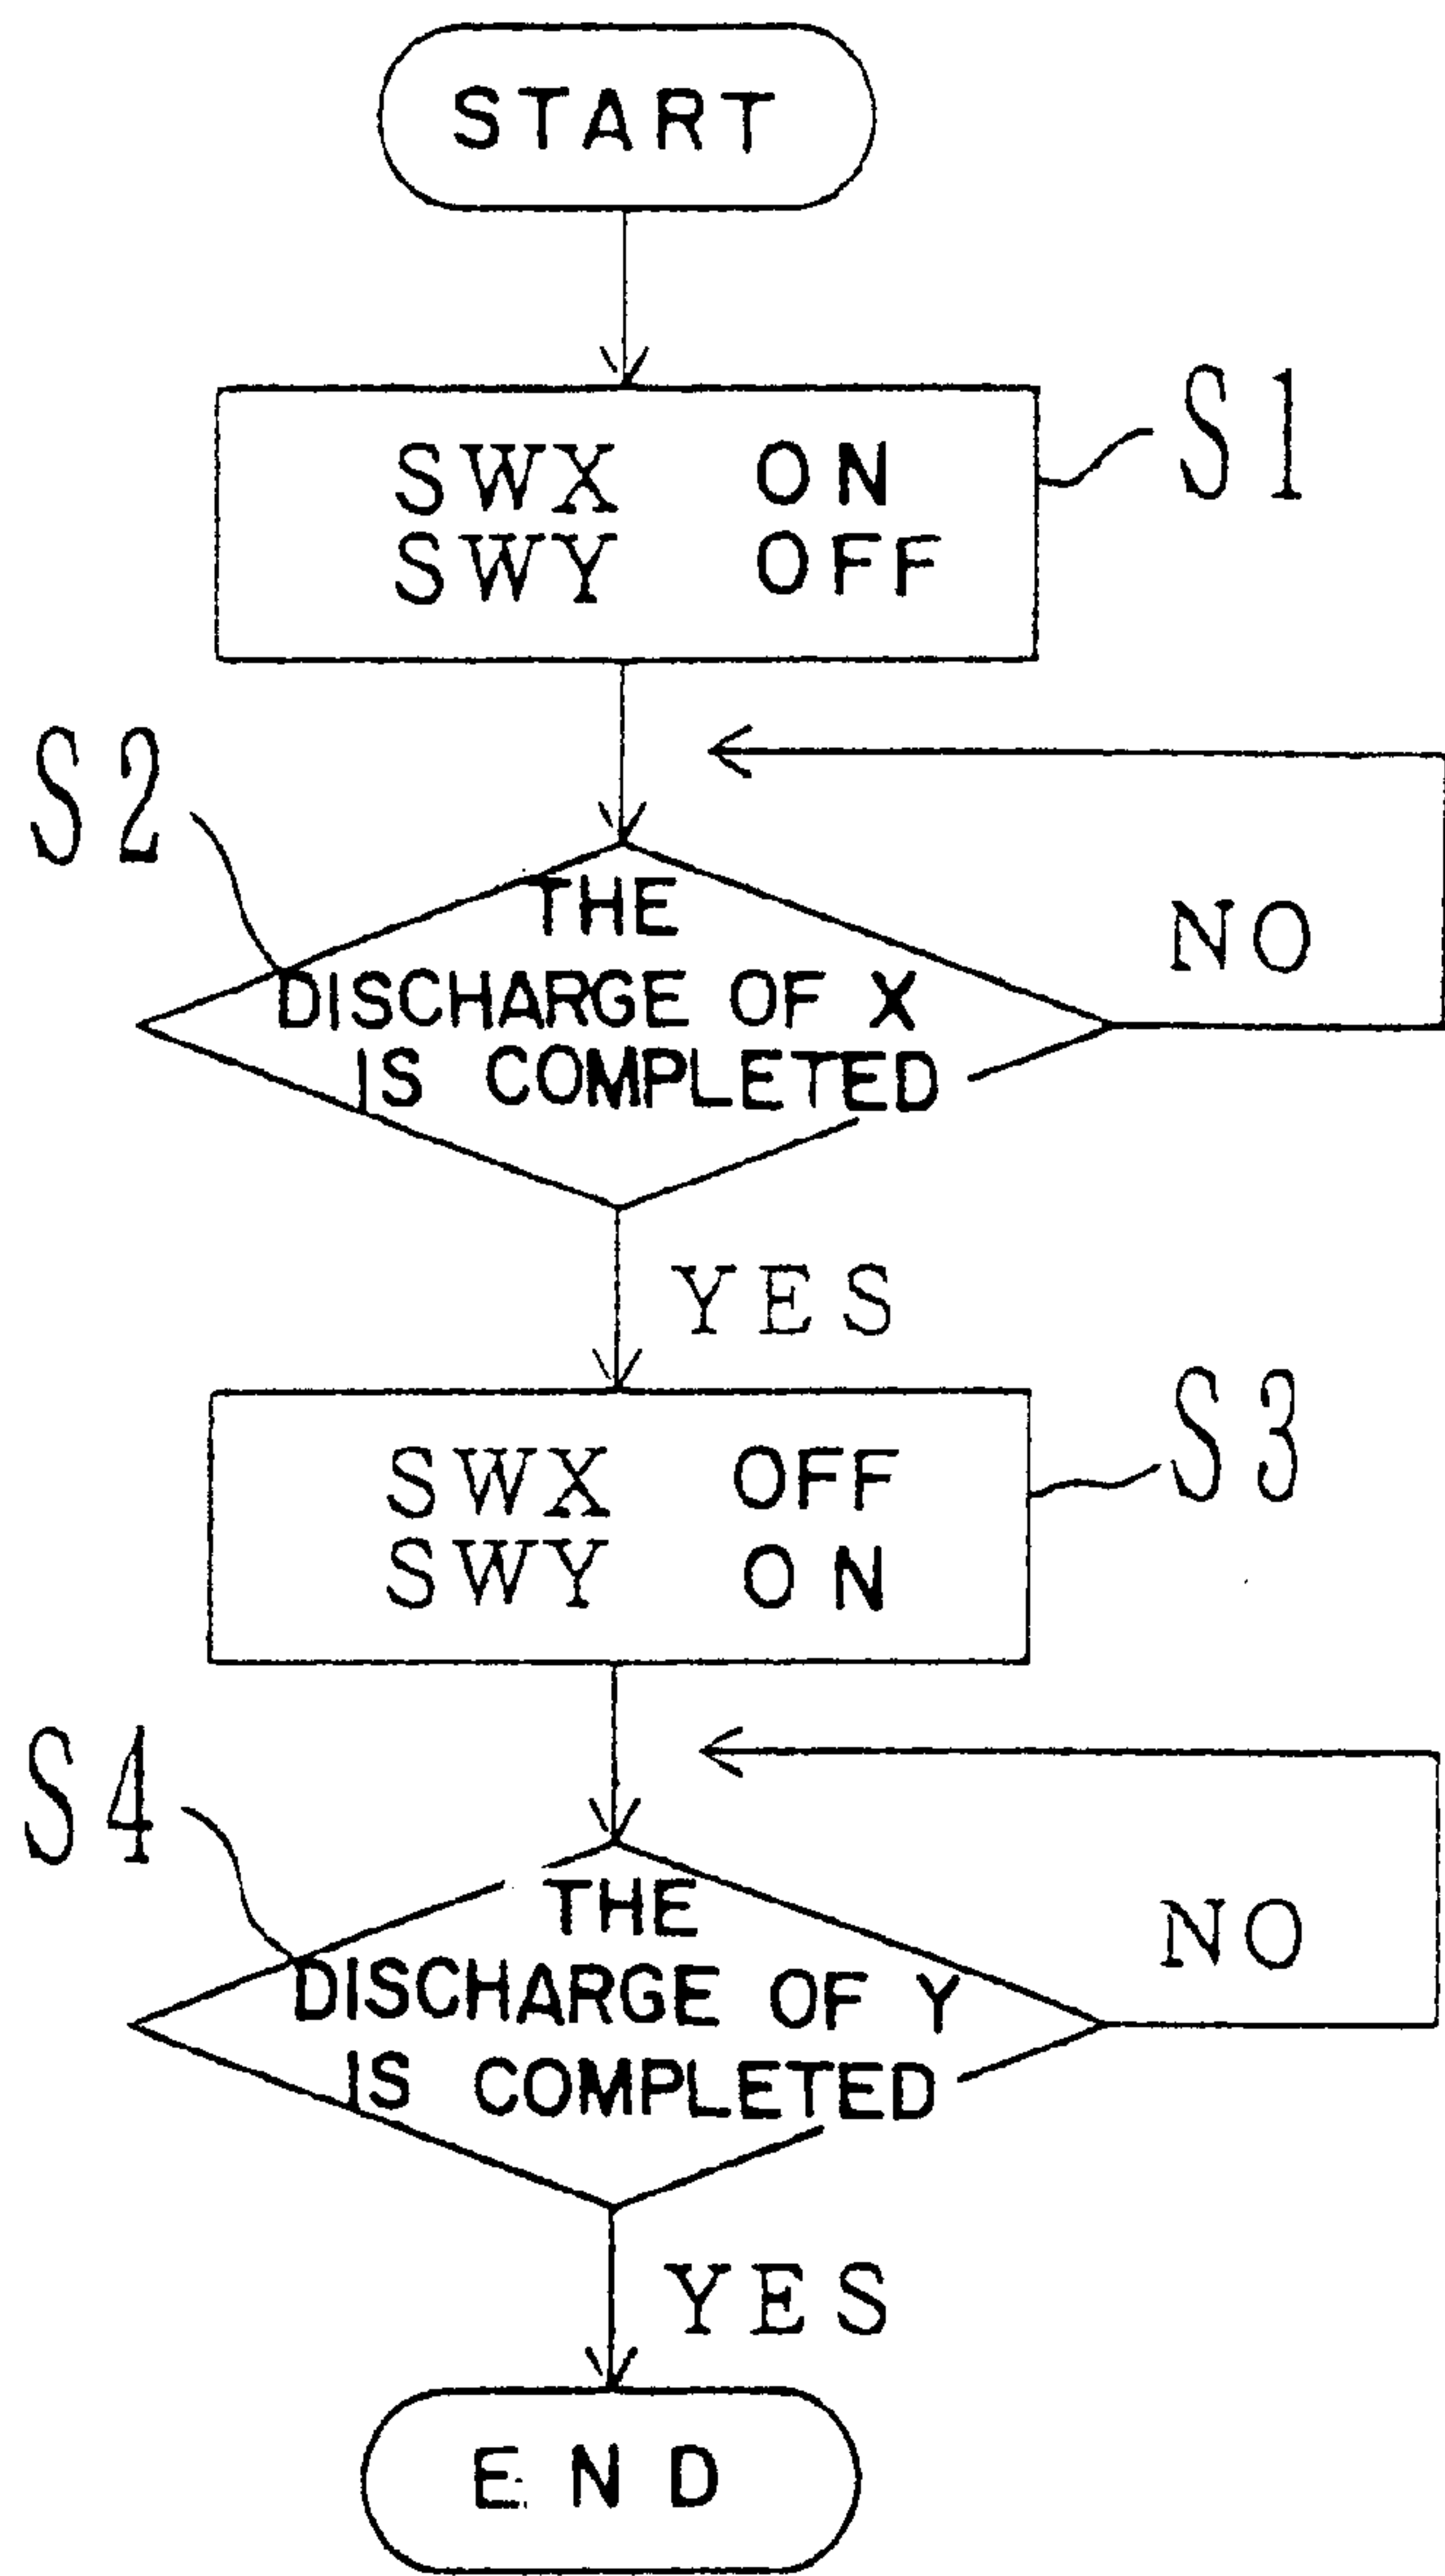 START
SWX ON
SWY OFF
S1
S2
THE
DISCHARGE OF X
IS COMPLETED
NO
YES
SWX OFF
SWY ON
S3
S4
THE
DISCHARGE OF Y
IS COMPLETED
NO
YES
END